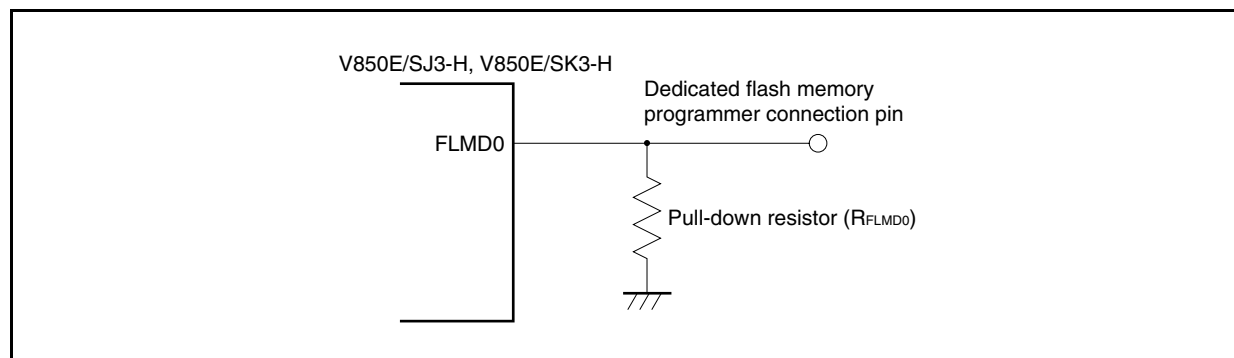 V850E/SJ3-H, V850E/SK3-H
Dedicated flash memory
programmer connection pin
FLMD0
Pull-down resistor (RFLMD0)